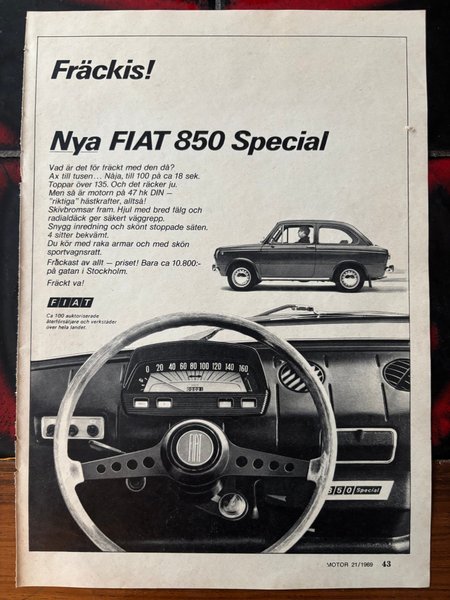 Fräckis!
Nya FIAT 850 Special
Vad är det för fräckt med den då?
Ax till tusen... Nåja, till 100 på ca 18 sek.
Toppar över 135. Och det räcker ju.
Men så är motorn på 47 hk DIN –
"riktiga" hästkrafter, alltså!
Skivbromsar fram. Hjul med bred fälg och
radialdäck ger säkert väggrepp.
Snygg inredning och skönt stoppade säten.
4 sitter bekvämt.
Du kör med raka armar och med skön
sportvagnsratt.
Fräckast av allt – priset! Bara ca 10.800:-
på gatan i Stockholm.
Fräckt va!
FIAT
Ca 100 auktoriserade
återförsäljare och verkstäder
över hela landet.
0 20 40 60 80 100 120 140 160
FIAT
850 Special
MOTOR 21/1969 43